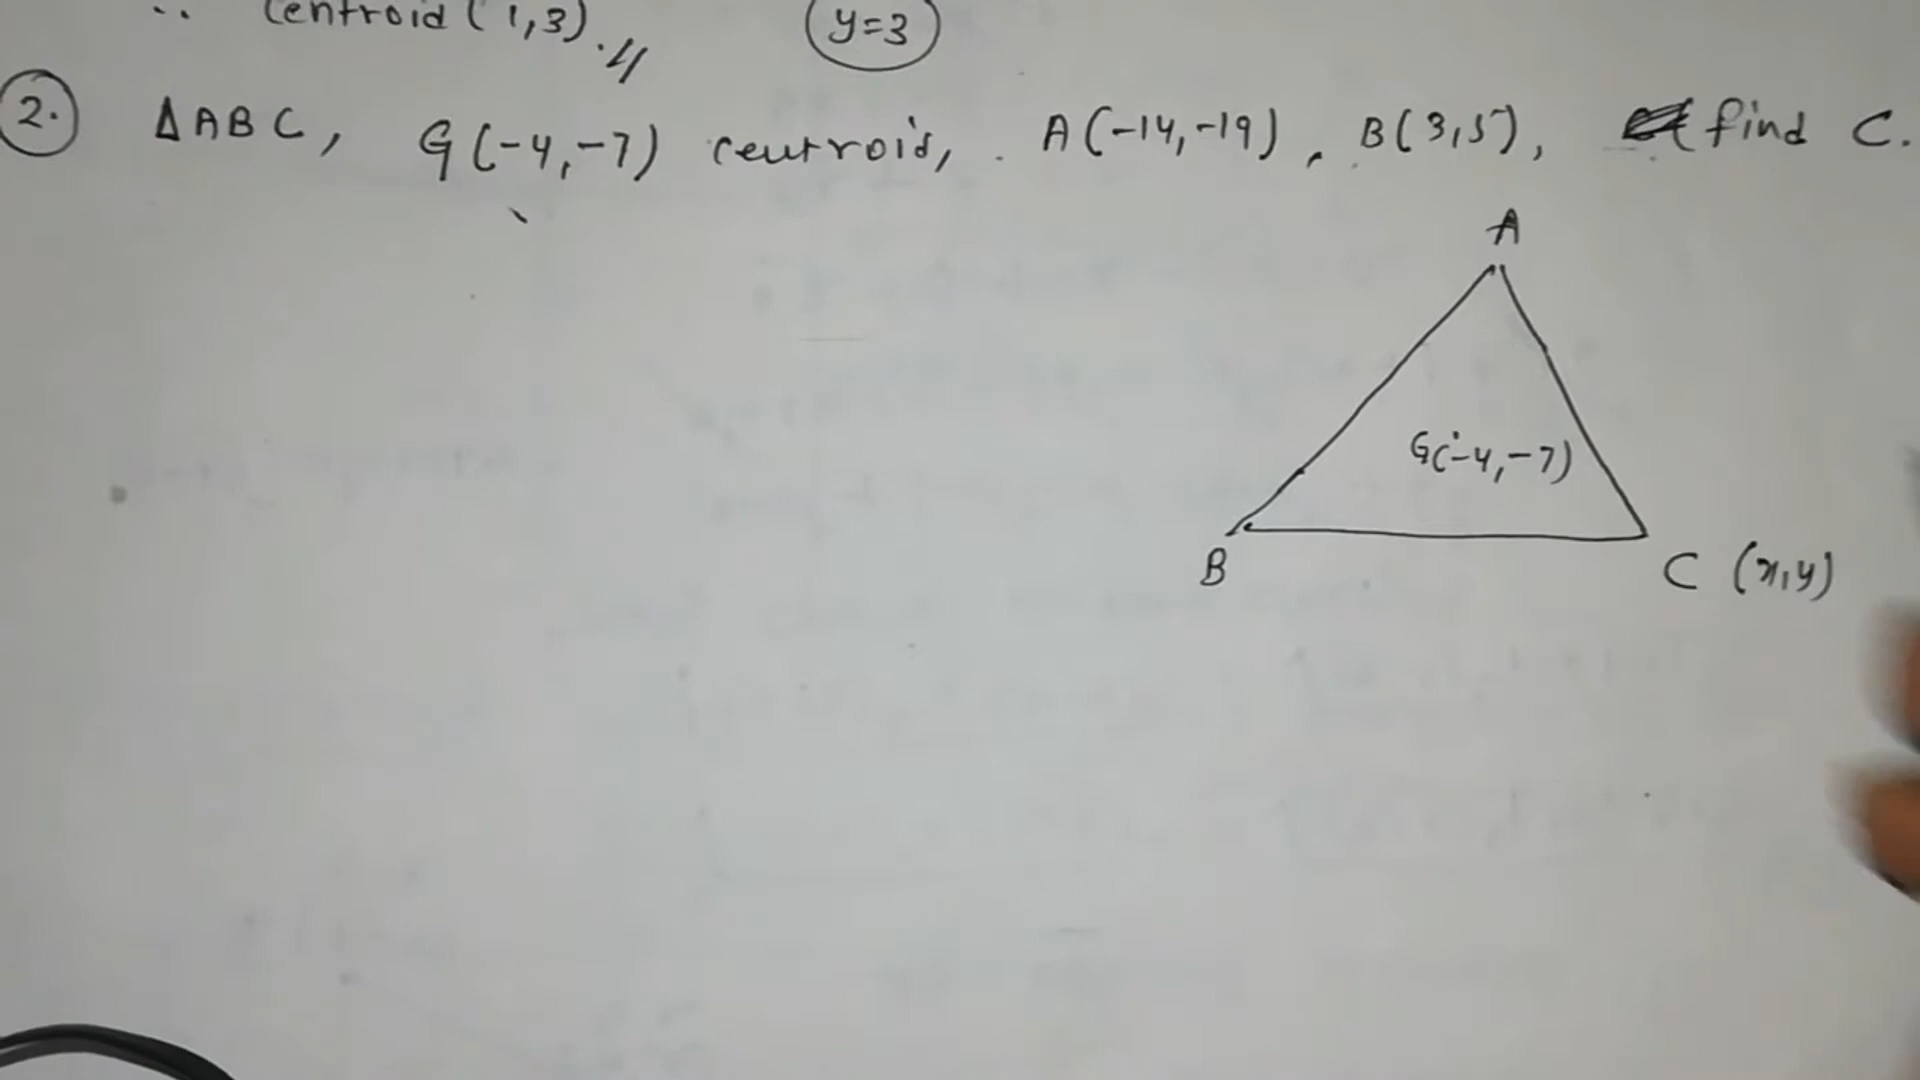 ∴ Centroid (1,3).//
y=3
2. ΔABC, G(-4,-7) centroid, A(-14,-19), B(3,5), find C.
A
G(-4,-7)
B
C (x,y)